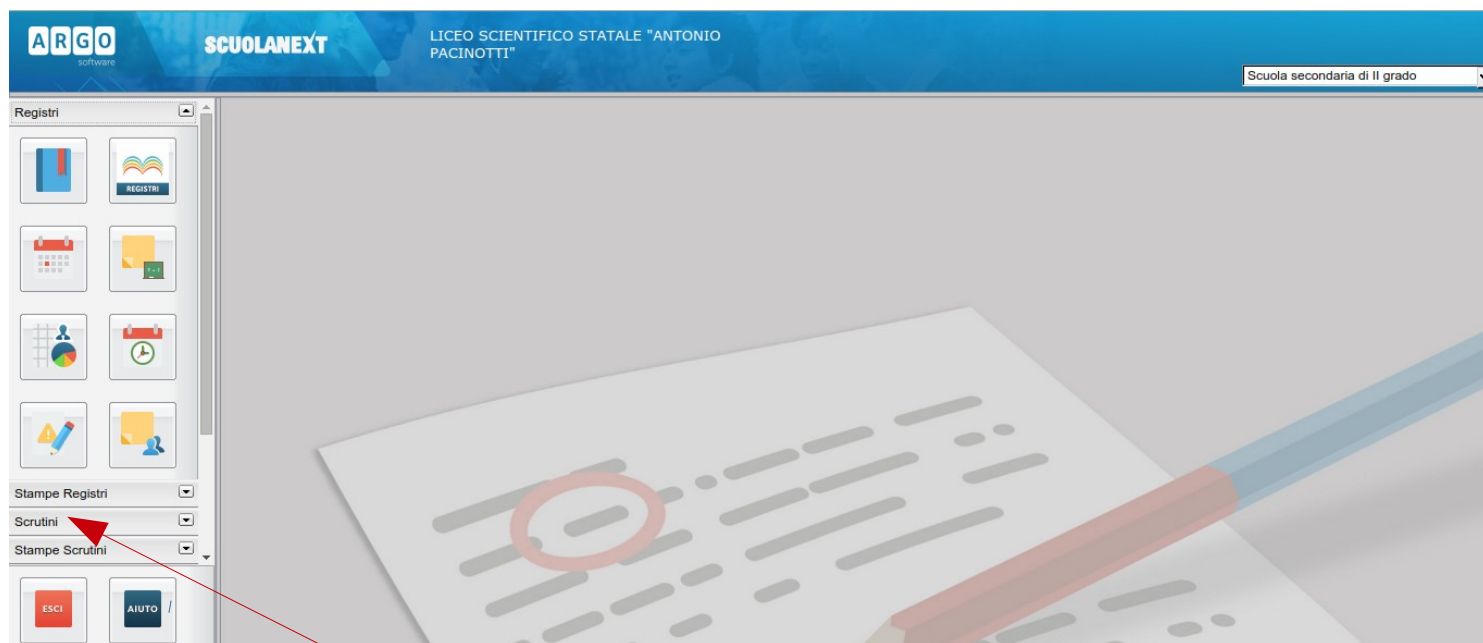 ARGO
software
SCUOLANEXT
LICEO SCIENTIFICO STATALE "ANTONIO
PACINOTTI"
Scuola secondaria di II grado
Registri
REGISTRI
Stampe Registri
Scrutini
Stampe Scrutini
ESCI
AIUTO